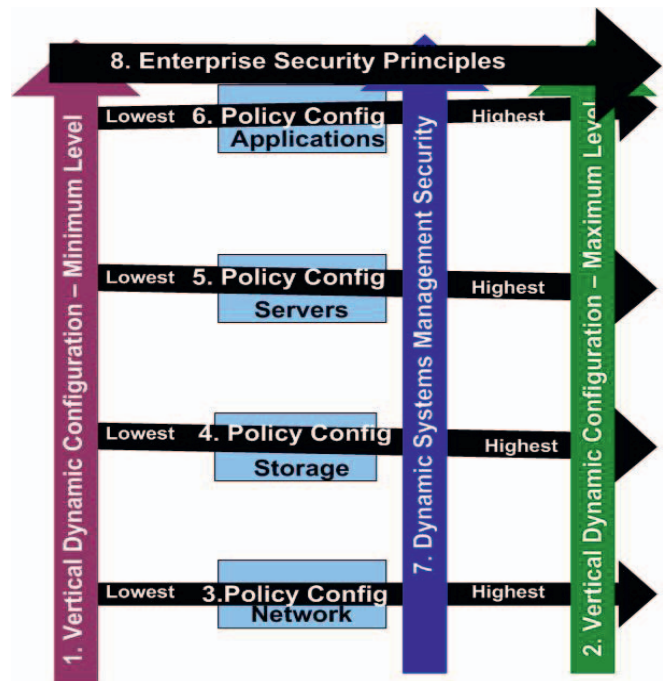 8. Enterprise Security Principles
Lowest 6. Policy Config Highest
Applications
Lowest 5. Policy Config Highest
Servers
Lowest 4. Policy Config Highest
Storage
Lowest 3.Policy Config Highest
Network
1. Vertical Dynamic Configuration – Minimum Level
7. Dynamic Systems Management Security
2. Vertical Dynamic Configuration – Maximum Level